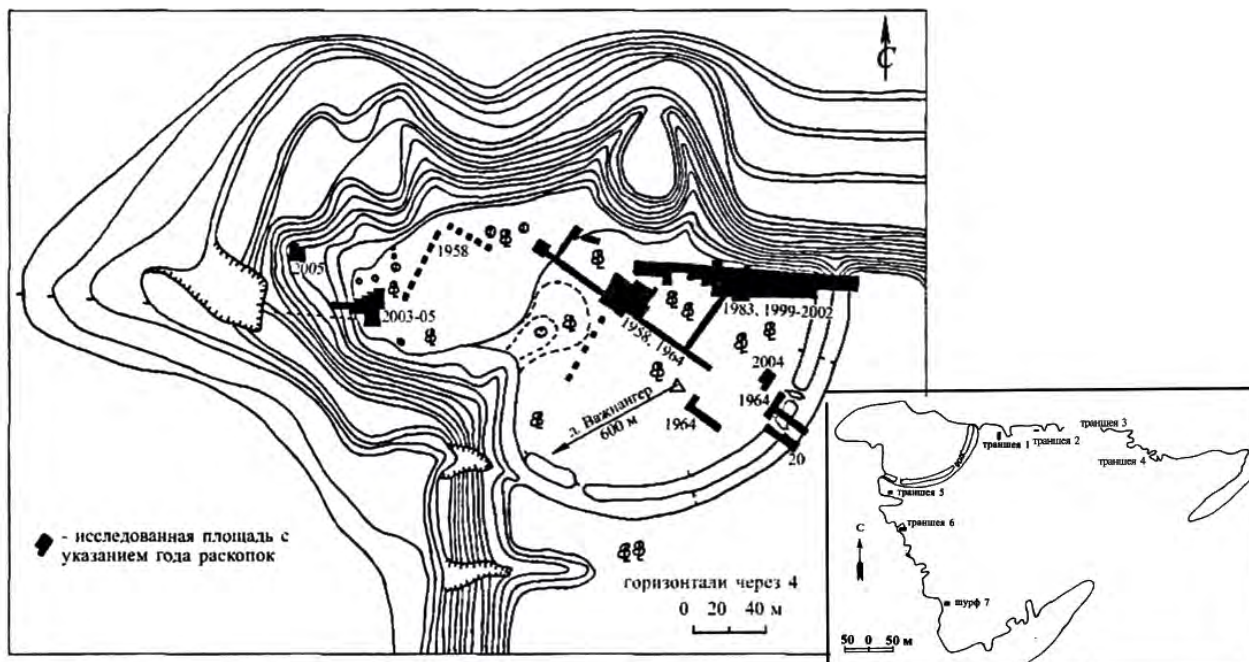 С
1958
2005
2003-05
1983, 1999-2002
1958, 1964
2004
1964
1964
д. Важнангер
600 м
20
- исследованная площадь с
указанием года раскопок
горизонтали через 4
0 20 40 м
траншея 3
траншея 1
траншея 2
траншея 4
траншея 5
С
траншея 6
шурф 7
50 0 50 м